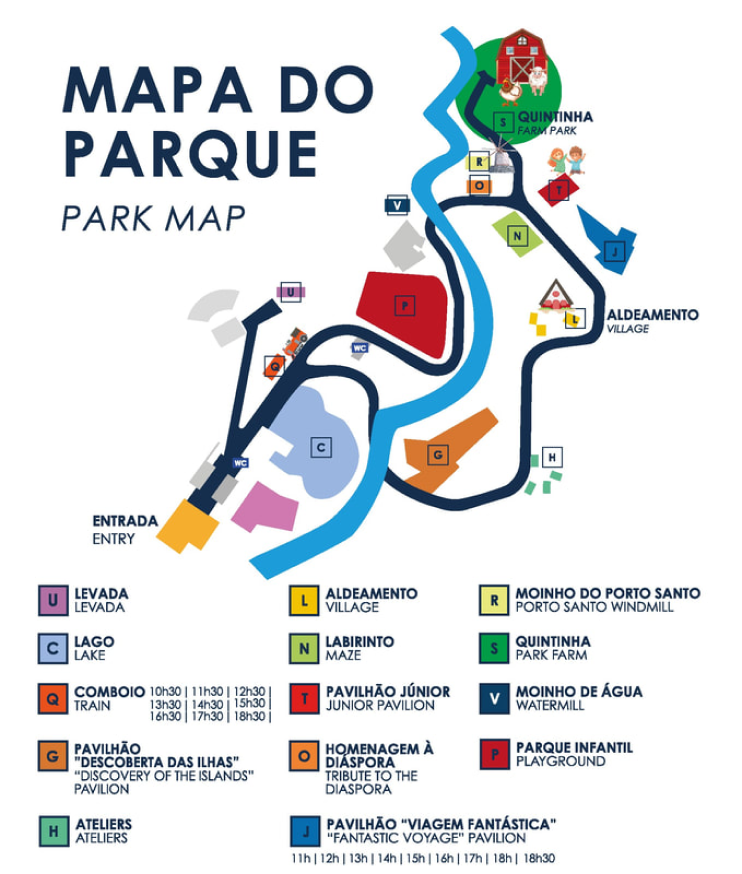 MAPA DO
PARQUE
PARK MAP
S
QUINTINHA
FARM PARK
R
O
T
V
N
J
U
P
L
ALDEAMENTO
VILLAGE
WC
Q
C
G
H
WC
ENTRADA
ENTRY
U LEVADA
LEVADA
C LAGO
LAKE
Q COMBOIO 10h30 | 11h30 | 12h30 |
TRAIN 13h30 | 14h30 | 15h30 |
16h30 | 17h30 | 18h30 |
G PAVILHÃO
"DESCOBERTA DAS ILHAS"
"DISCOVERY OF THE ISLANDS"
PAVILION
H ATELIERS
ATELIERS
L ALDEAMENTO
VILLAGE
N LABIRINTO
MAZE
T PAVILHÃO JÚNIOR
JUNIOR PAVILION
O HOMENAGEM À
DIÁSPORA
TRIBUTE TO THE
DIASPORA
J PAVILHÃO “VIAGEM FANTÁSTICA”
“FANTASTIC VOYAGE” PAVILION
11h | 12h | 13h | 14h | 15h | 16h | 17h | 18h | 18h30
R MOINHO DO PORTO SANTO
PORTO SANTO WINDMILL
S QUINTINHA
PARK FARM
V MOINHO DE ÁGUA
WATERMILL
P PARQUE INFANTIL
PLAYGROUND